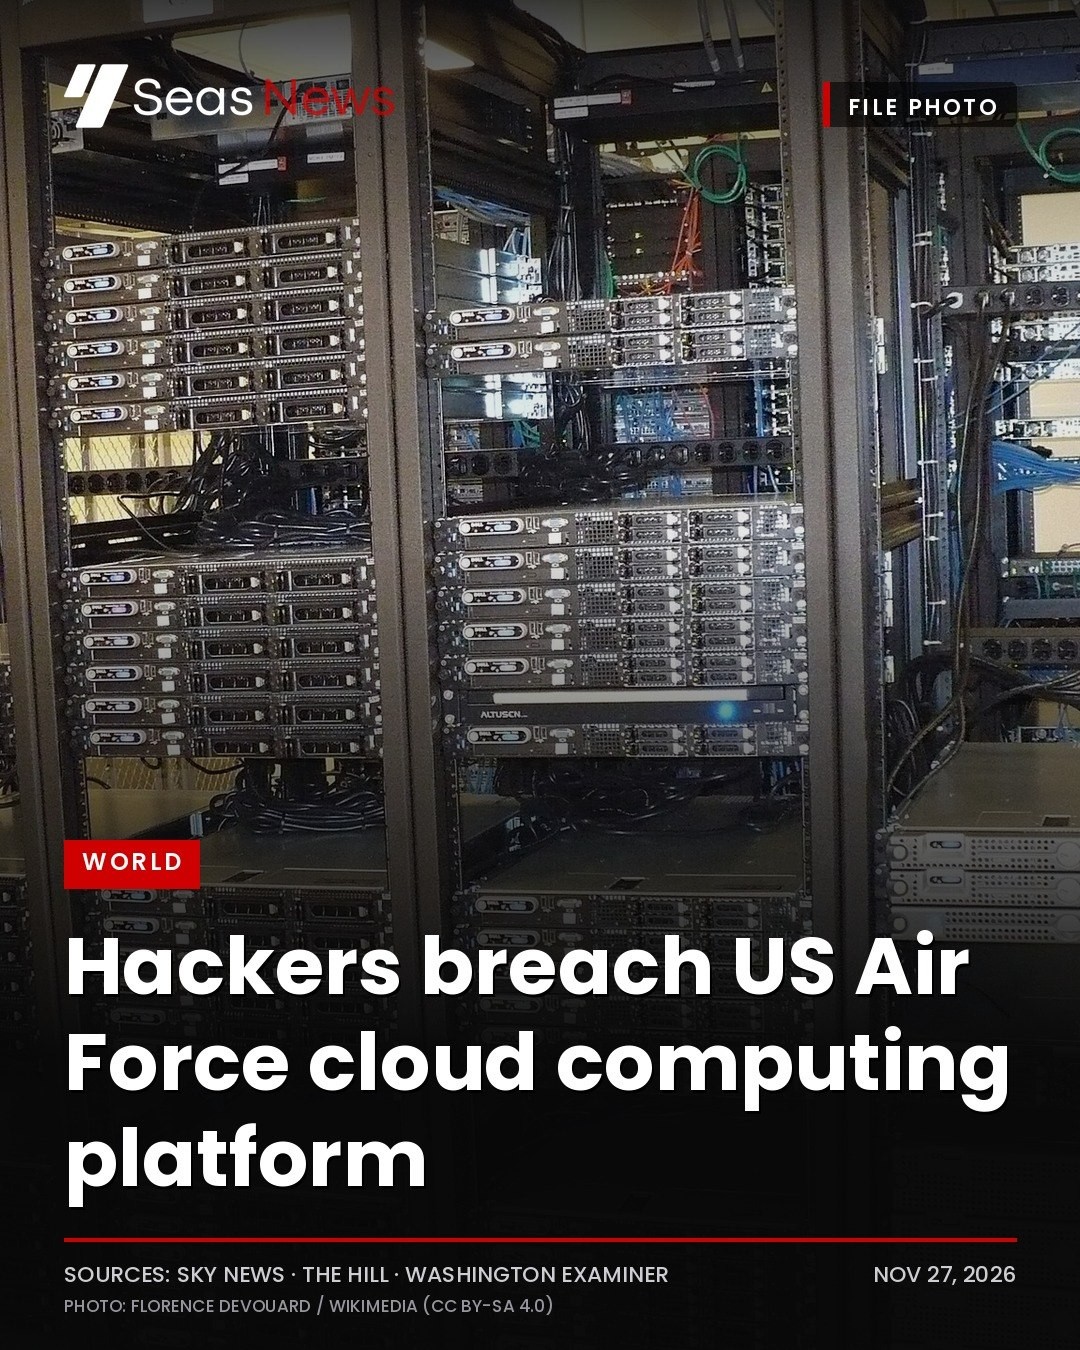 Seas News
FILE PHOTO
ALTUSCN
WORLD
Hackers breach US Air
Force cloud computing
platform
SOURCES: SKY NEWS · THE HILL · WASHINGTON EXAMINER
NOV 27, 2026
PHOTO: FLORENCE DEVOUARD / WIKIMEDIA (CC BY-SA 4.0)